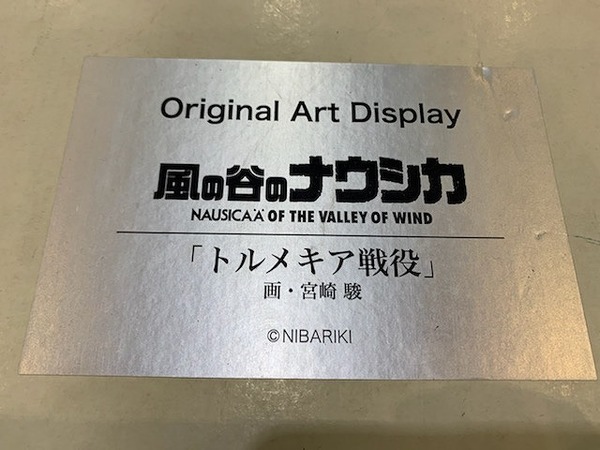 Original Art Display
風の谷のナウシカ
NAUSICAÄ OF THE VALLEY OF WIND
「トルメキア戦役」
画・宮崎 駿
©NIBARIKI